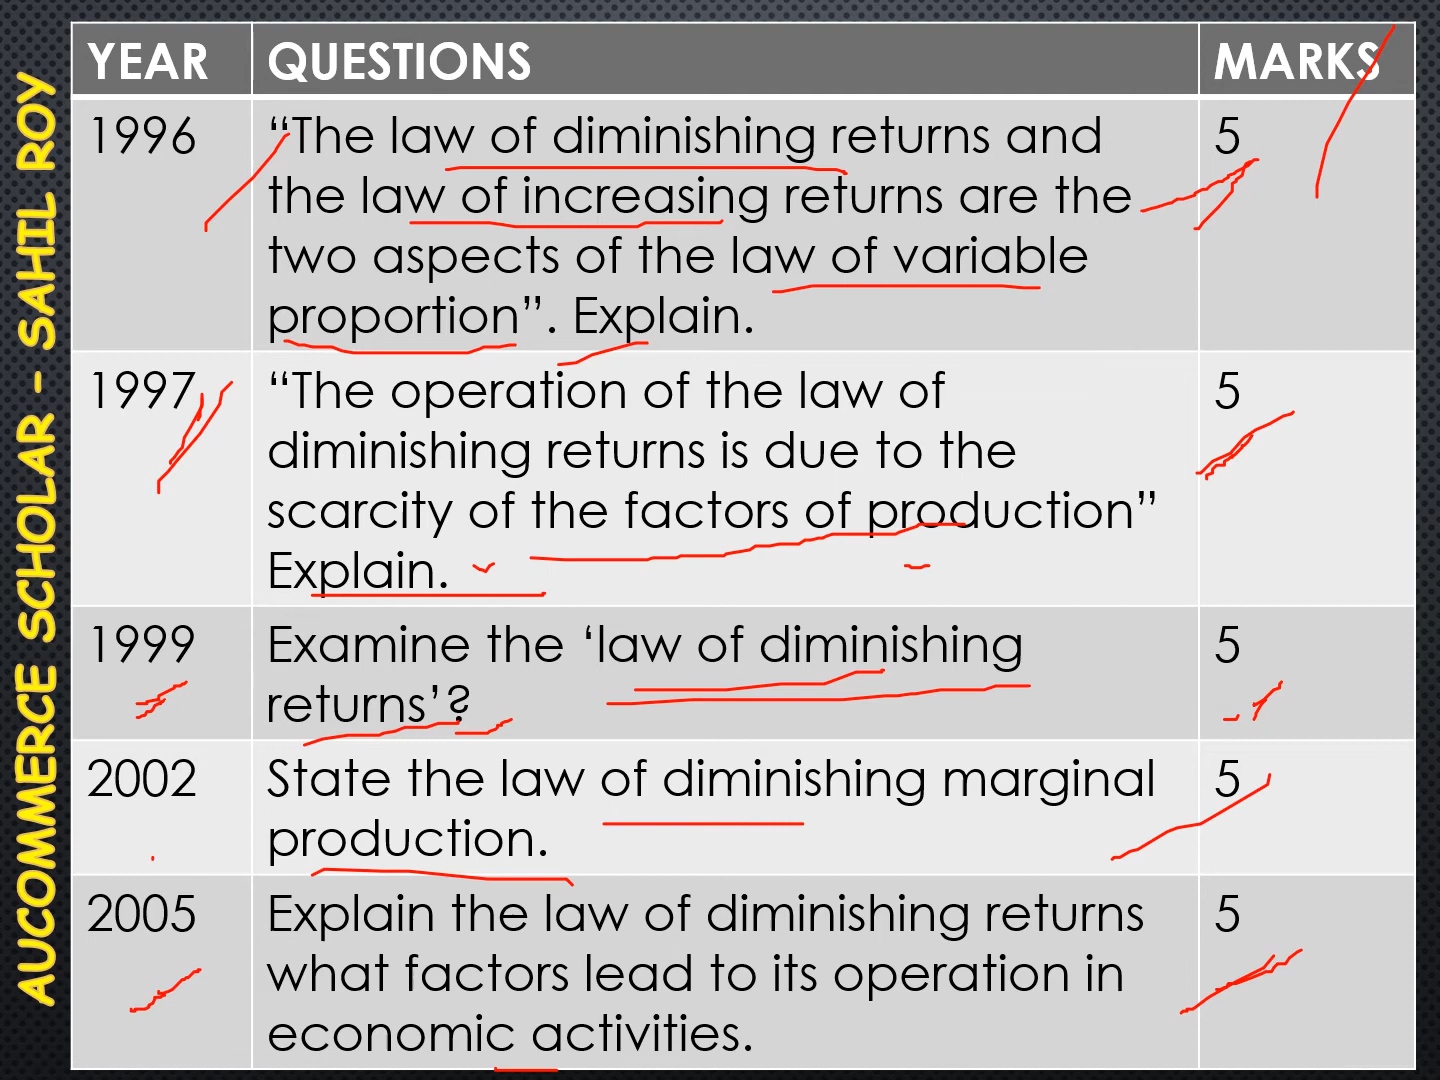 AUCOMMERCE SCHOLAR - SAHIL ROY
YEAR QUESTIONS MARKS
1996 “The law of diminishing returns and 5
the law of increasing returns are the
two aspects of the law of variable
proportion”. Explain.
1997 “The operation of the law of 5
diminishing returns is due to the
scarcity of the factors of production”
Explain.
1999 Examine the ‘law of diminishing 5
returns’?
2002 State the law of diminishing marginal 5
production.
2005 Explain the law of diminishing returns 5
what factors lead to its operation in
economic activities.